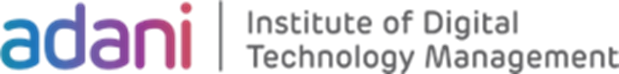 adani
Institute of Digital
Technology Management